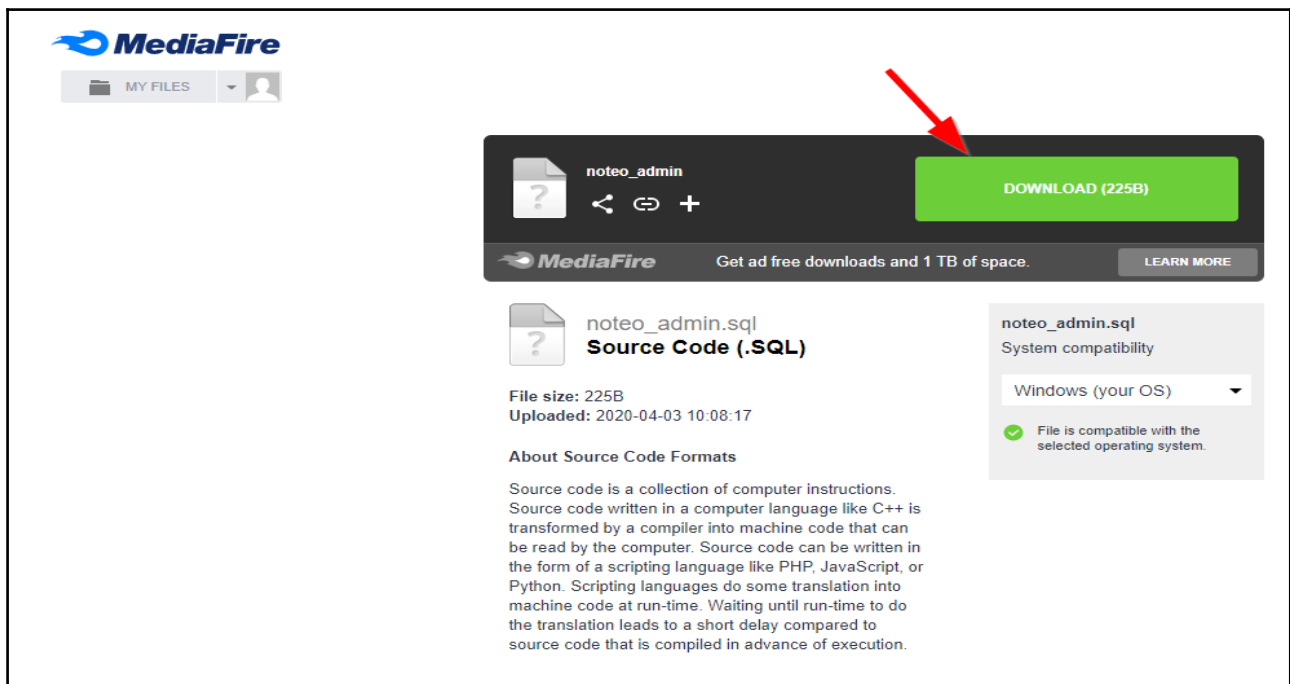 MediaFire
MY FILES
noteo_admin
DOWNLOAD (225B)
MediaFire
Get ad free downloads and 1 TB of space.
LEARN MORE
noteo_admin.sql
Source Code (.SQL)
File size: 225B
Uploaded: 2020-04-03 10:08:17
About Source Code Formats
Source code is a collection of computer instructions.
Source code written in a computer language like C++ is
transformed by a compiler into machine code that can
be read by the computer. Source code can be written in
the form of a scripting language like PHP, JavaScript, or
Python. Scripting languages do some translation into
machine code at run-time. Waiting until run-time to do
the translation leads to a short delay compared to
source code that is compiled in advance of execution.
noteo_admin.sql
System compatibility
Windows (your OS)
File is compatible with the
selected operating system.